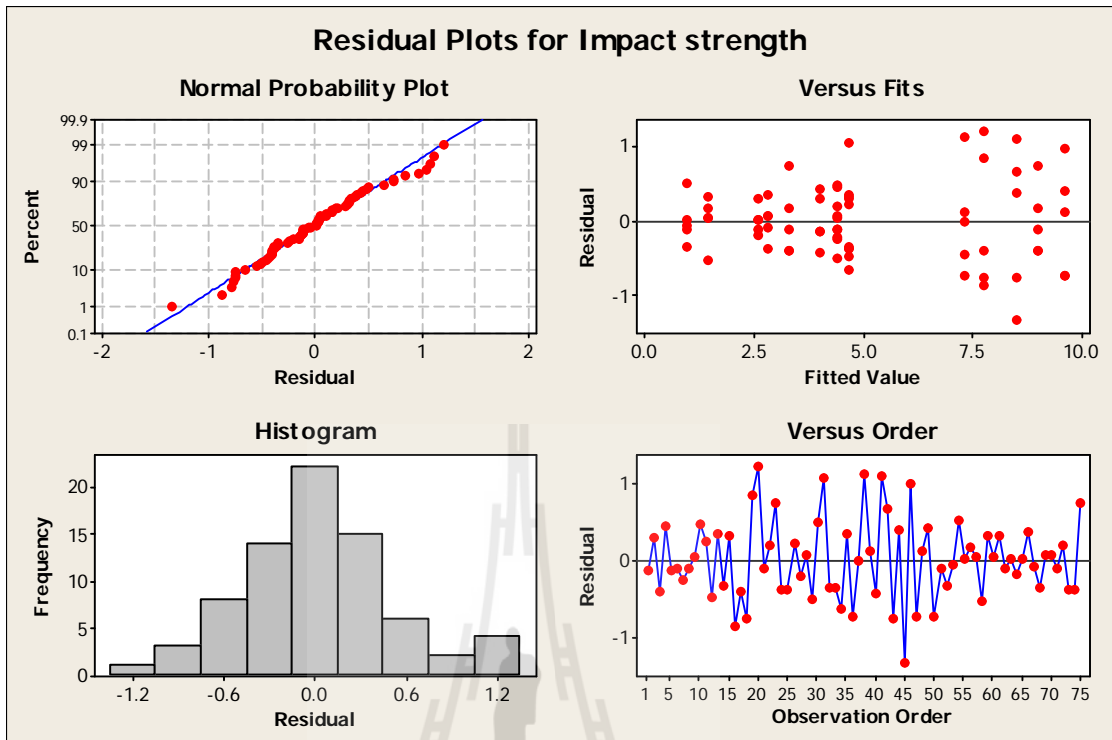 Residual Plots for Impact strength
Normal Probability Plot
99.9
99
90
50
10
1
0.1
Percent
-2 -1 0 1 2
Residual
Versus Fits
1
0
-1
Residual
0.0 2.5 5.0 7.5 10.0
Fitted Value
Histogram
20
15
10
5
0
Frequency
-1.2 -0.6 0.0 0.6 1.2
Residual
Versus Order
1
0
-1
Residual
1 5 10 15 20 25 30 35 40 45 50 55 60 65 70 75
Observation Order